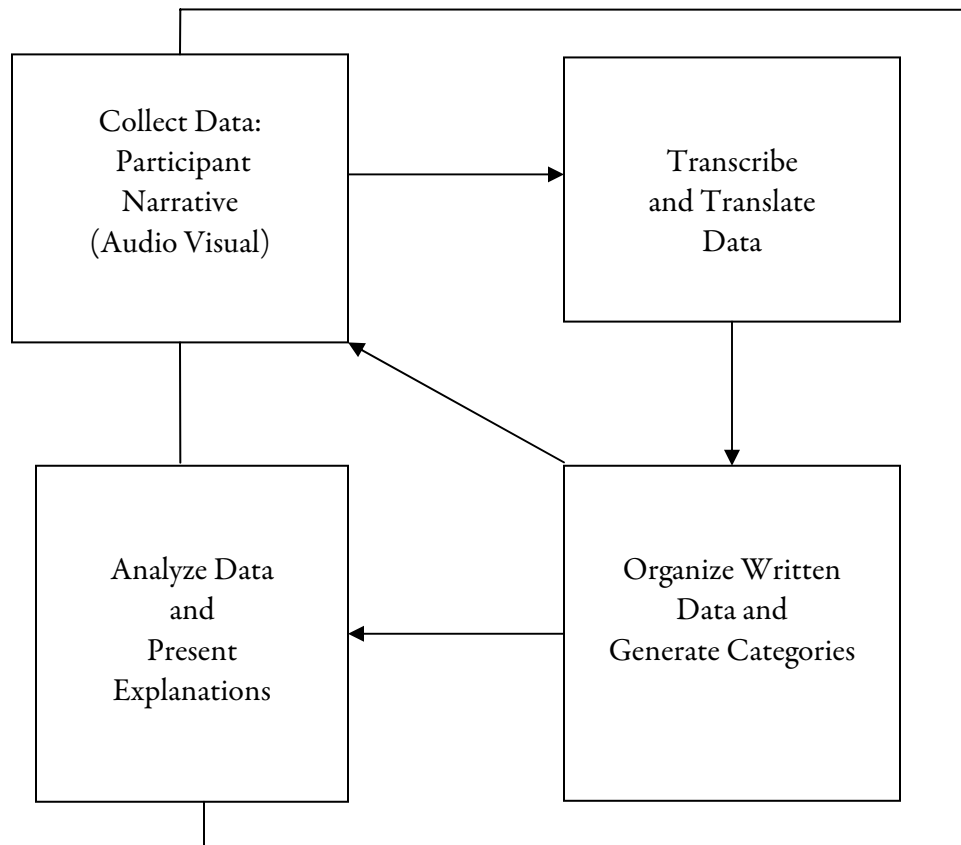 Collect Data:
Participant
Narrative
(Audio Visual)
Transcribe
and Translate
Data
Analyze Data
and
Present
Explanations
Organize Written
Data and
Generate Categories